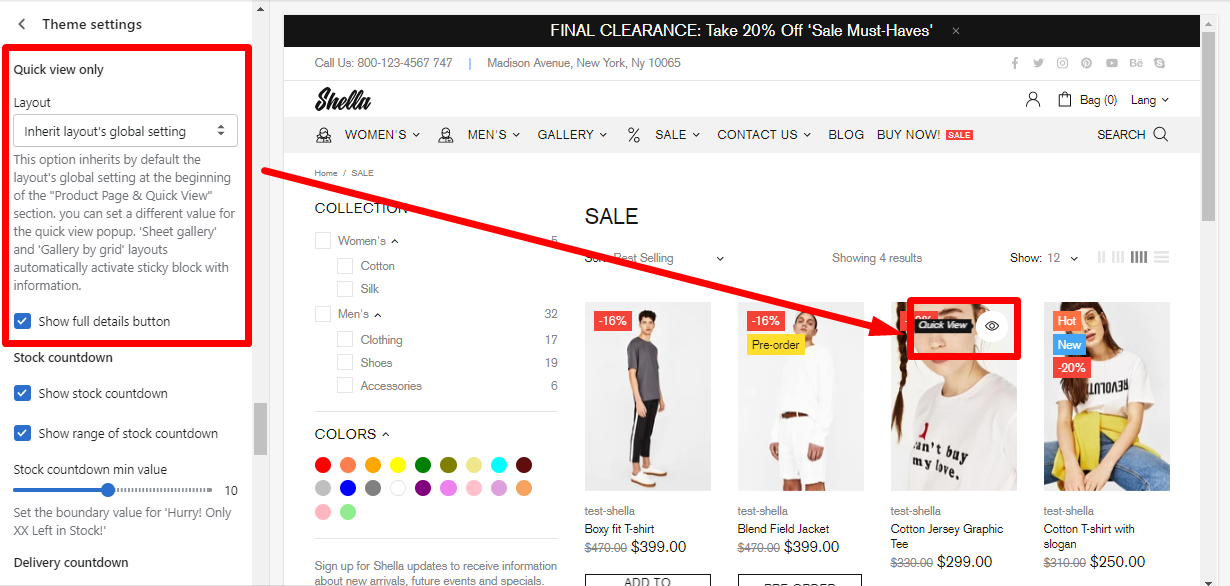 Theme settings
Quick view only
Layout
Inherit layout's global setting
This option inherits by default the
layout's global setting at the beginning
of the "Product Page & Quick View"
section. you can set a different value for
the quick view popup. 'Sheet gallery'
and 'Gallery by grid' layouts
automatically activate sticky block with
information.
Show full details button
Stock countdown
Show stock countdown
Show range of stock countdown
Stock countdown min value
10
Set the boundary value for 'Hurry! Only
XX Left in Stock!'
Delivery countdown
FINAL CLEARANCE: Take 20% Off 'Sale Must-Haves' ×
Call Us: 800-123-4567 747 | Madison Avenue, New York, Ny 10065
Bē
Shella
Bag (0) Lang
WOMEN'S MEN'S GALLERY % SALE CONTACT US BLOG BUY NOW! SALE SEARCH
Home / SALE
COLLECTION
Women's 5
Cotton
Silk
Men's 32
Clothing 17
Shoes 19
Accessories 6
COLORS
Sign up for Shella updates to receive information
about new arrivals, future events and specials.
SALE
Best Selling
Showing 4 results
Show: 12
-16%
-16%
Pre-order
Quick View
Hot
New
-20%
REVOLUTI
can't buy
my love.
test-shella
Boxy fit T-shirt
$470.00 $399.00
ADD TO
test-shella
Blend Field Jacket
$470.00 $399.00
PRE-ORDER
test-shella
Cotton Jersey Graphic
Tee
$330.00 $299.00
test-shella
Cotton T-shirt with
slogan
$310.00 $250.00